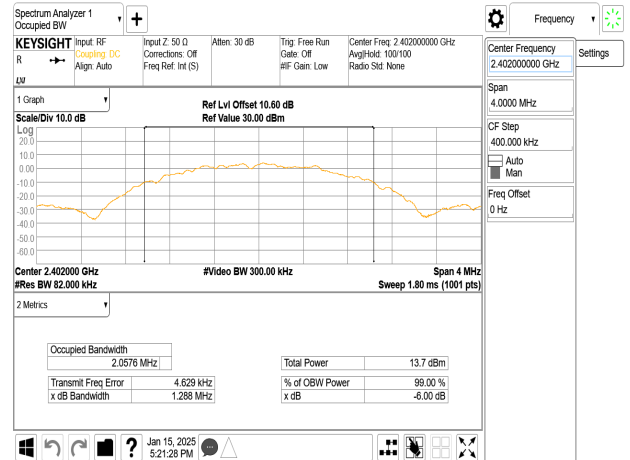 Spectrum Analyzer 1
Occupied BW
Frequency
KEYSIGHT
R
Input: RF
Coupling: DC
Align: Auto
Input Z: 50 Ω
Corrections: Off
Freq Ref: Int (S)
Atten: 30 dB
Trig: Free Run
Gate: Off
#IF Gain: Low
Center Freq: 2.402000000 GHz
Avg|Hold: 100/100
Radio Std: None
Center Frequency
2.402000000 GHz
Settings
Span
4.0000 MHz
CF Step
400.000 kHz
Auto
Man
Freq Offset
0 Hz
1 Graph
Scale/Div 10.0 dB
Ref Lvl Offset 10.60 dB
Ref Value 30.00 dBm
Log
20.0
10.0
0.00
-10.0
-20.0
-30.0
-40.0
-50.0
-60.0
Center 2.402000 GHz
#Res BW 82.000 kHz
#Video BW 300.00 kHz
Span 4 MHz
Sweep 1.80 ms (1001 pts)
2 Metrics
Occupied Bandwidth
2.0576 MHz
Transmit Freq Error 4.629 kHz
x dB Bandwidth 1.288 MHz
Total Power 13.7 dBm
% of OBW Power 99.00 %
x dB -6.00 dB
?
Jan 15, 2025
5:21:28 PM